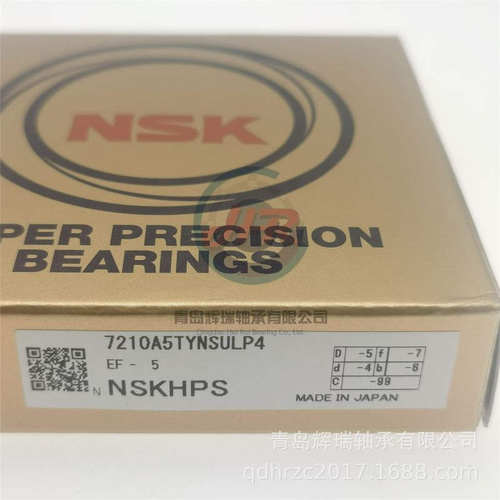 NSK
PER PRECISION
BEARINGS
青岛辉瑞轴承有限公司
7210A5TYNSULP4
EF - 5
N NSKHPS
D -5 f -7
d -4 b -6
C -99
MADE IN JAPAN
青岛辉瑞轴承有限公司
qdhrzc2017.1688.com